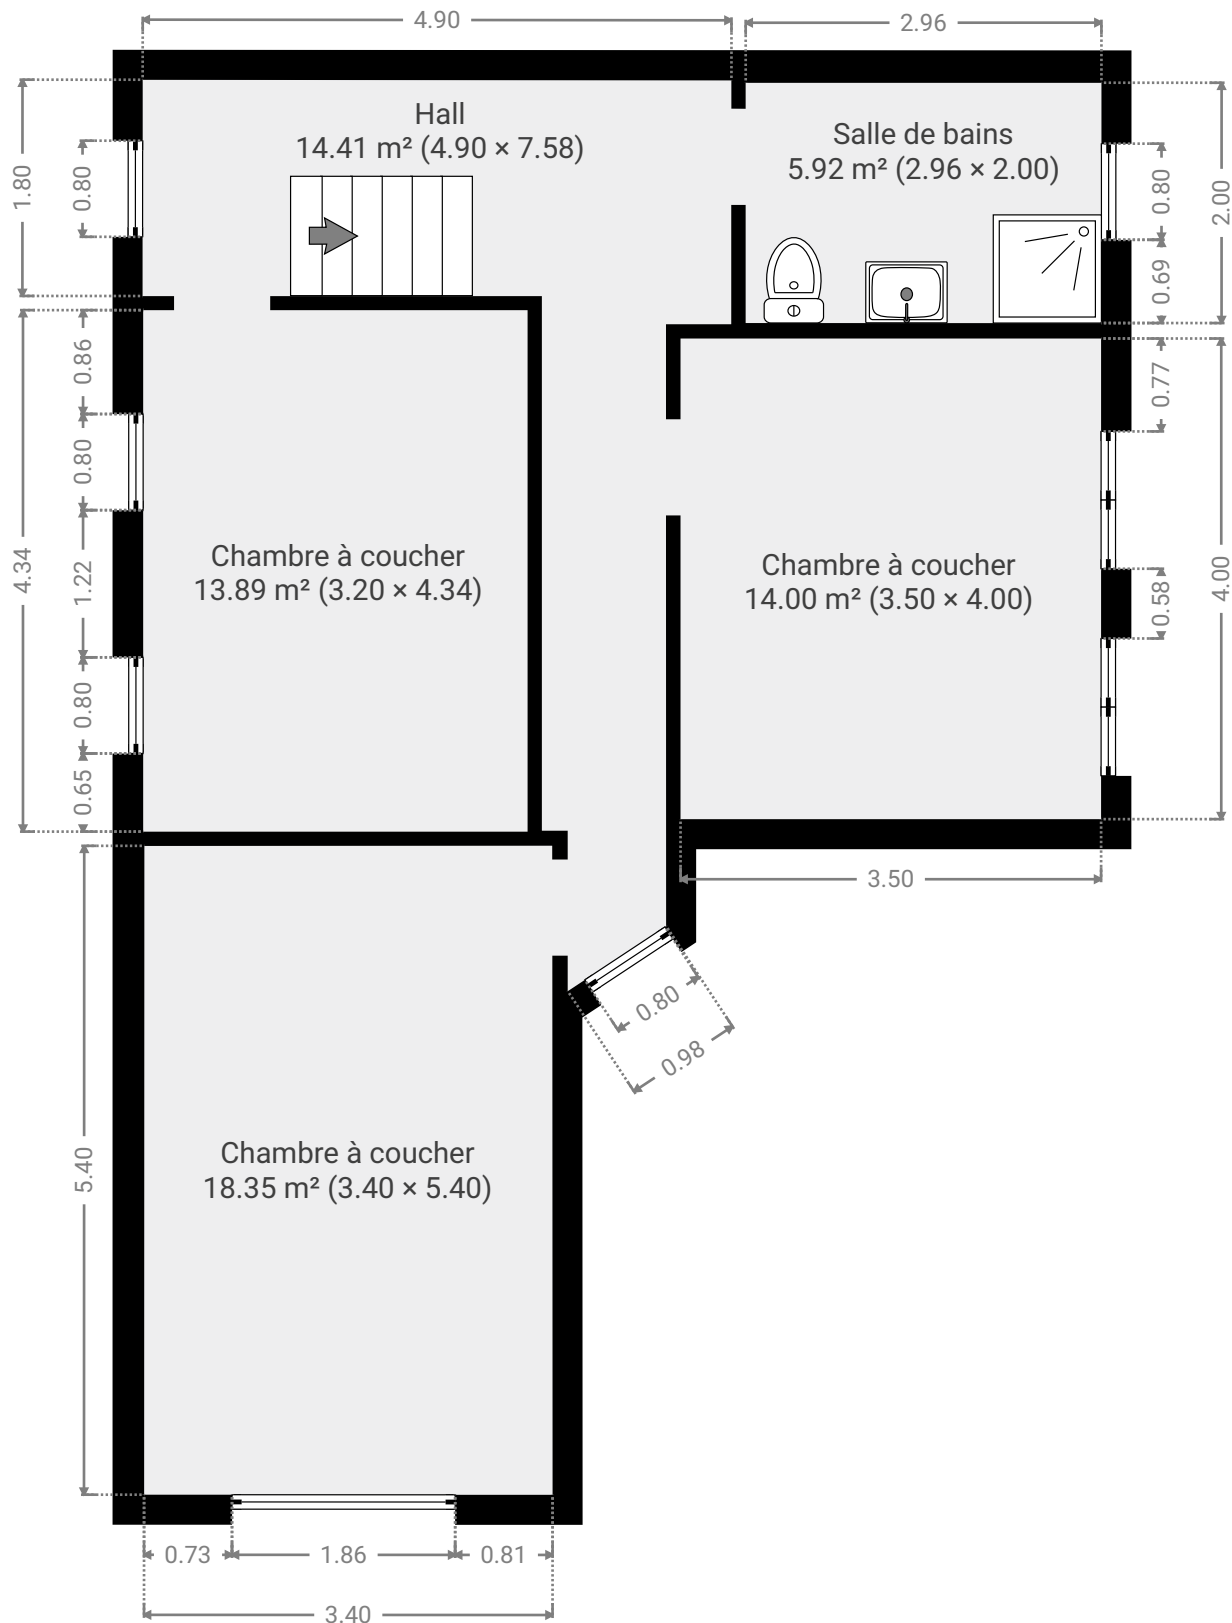 4.90
2.96
Hall
14.41 m² (4.90 × 7.58)
Salle de bains
5.92 m² (2.96 × 2.00)
1.80
0.80
0.80
2.00
0.69
0.86
0.77
0.80
4.34
1.22
Chambre à coucher
13.89 m² (3.20 × 4.34)
Chambre à coucher
14.00 m² (3.50 × 4.00)
0.58
4.00
0.80
0.65
3.50
0.80
0.98
5.40
Chambre à coucher
18.35 m² (3.40 × 5.40)
0.73
1.86
0.81
3.40